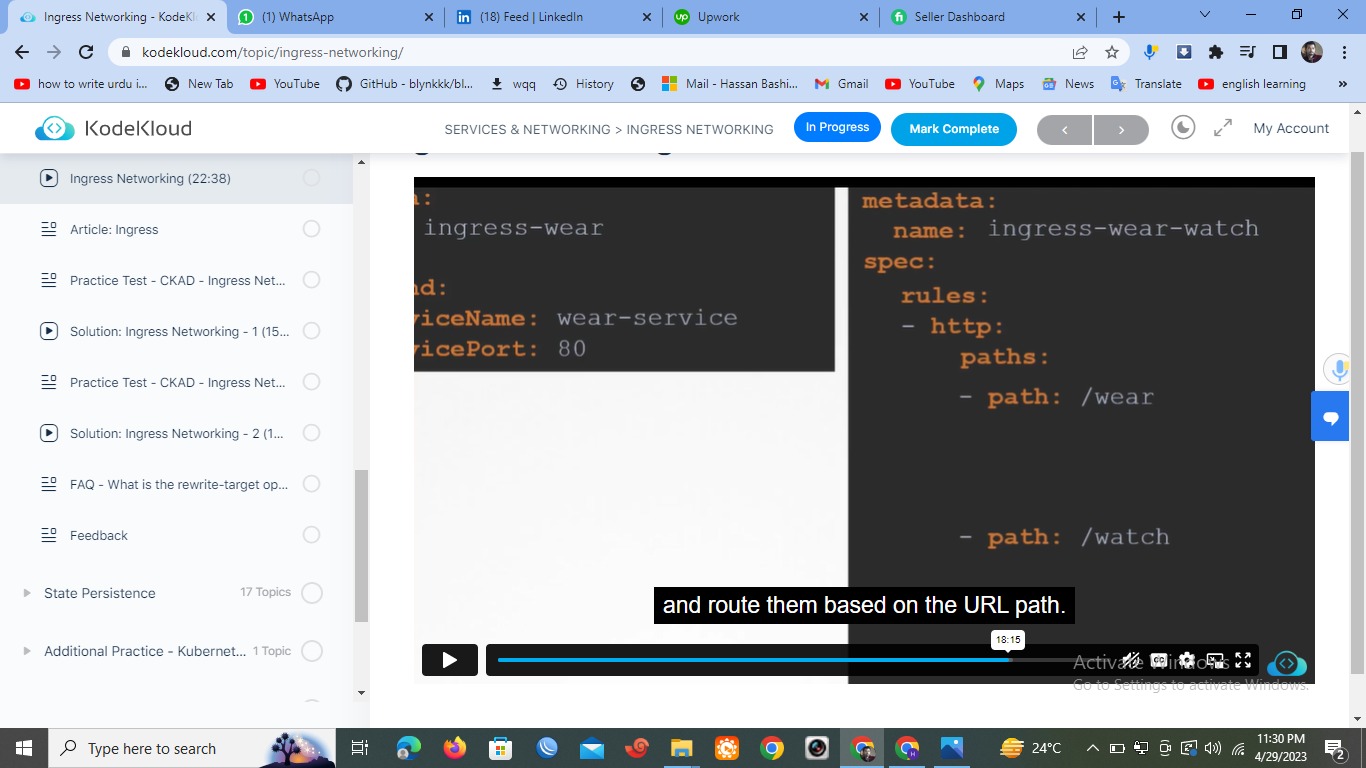 Ingress Networking - KodeKloud
(1) WhatsApp
(18) Feed | LinkedIn
Upwork
Seller Dashboard
kodekloud.com/topic/ingress-networking/
how to write urdu i...
New Tab
YouTube
GitHub - blynkkk/bl...
wqq
History
Mail - Hassan Bashi...
Gmail
YouTube
Maps
News
Translate
english learning
KodeKloud
SERVICES & NETWORKING > INGRESS NETWORKING
In Progress
Mark Complete
My Account
Ingress Networking (22:38)
Article: Ingress
Practice Test - CKAD - Ingress Net...
Solution: Ingress Networking - 1 (15...
Practice Test - CKAD - Ingress Net...
Solution: Ingress Networking - 2 (1...
FAQ - What is the rewrite-target op...
Feedback
State Persistence 17 Topics
Additional Practice - Kubernet... 1 Topic
a:
ingress-wear
nd:
viceName: wear-service
vicePort: 80
metadata:
name: ingress-wear-watch
spec:
rules:
- http:
paths:
- path: /wear
- path: /watch
and route them based on the URL path.
18:15
Activate Windows
Go to Settings to activate Windows.
Type here to search
24°C
11:30 PM
4/29/2023
2